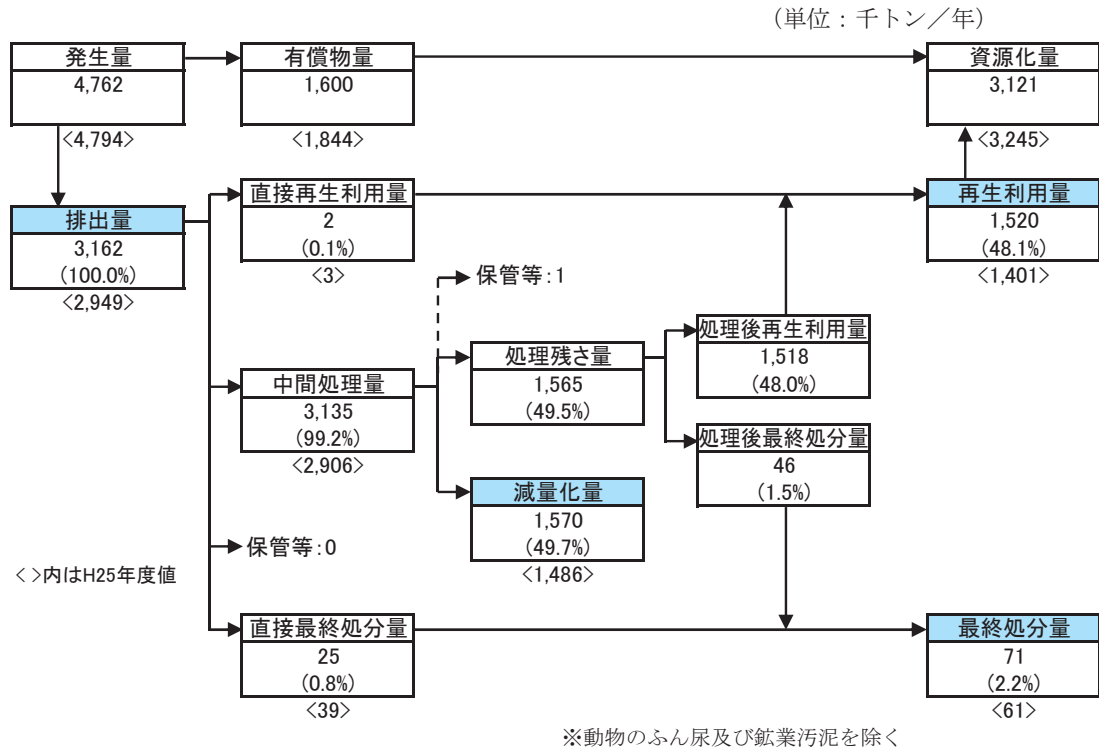 （単位：千トン／年）
発生量
4,762
<4,794>
有償物量
1,600
<1,844>
資源化量
3,121
<3,245>
排出量
3,162
(100.0%)
<2,949>
直接再生利用量
2
(0.1%)
<3>
再生利用量
1,520
(48.1%)
<1,401>
保管等:1
中間処理量
3,135
(99.2%)
<2,906>
処理残さ量
1,565
(49.5%)
処理後再生利用量
1,518
(48.0%)
処理後最終処分量
46
(1.5%)
減量化量
1,570
(49.7%)
<1,486>
保管等:0
< >内はH25年度値
直接最終処分量
25
(0.8%)
<39>
最終処分量
71
(2.2%)
<61>
※動物のふん尿及び鉱業汚泥を除く